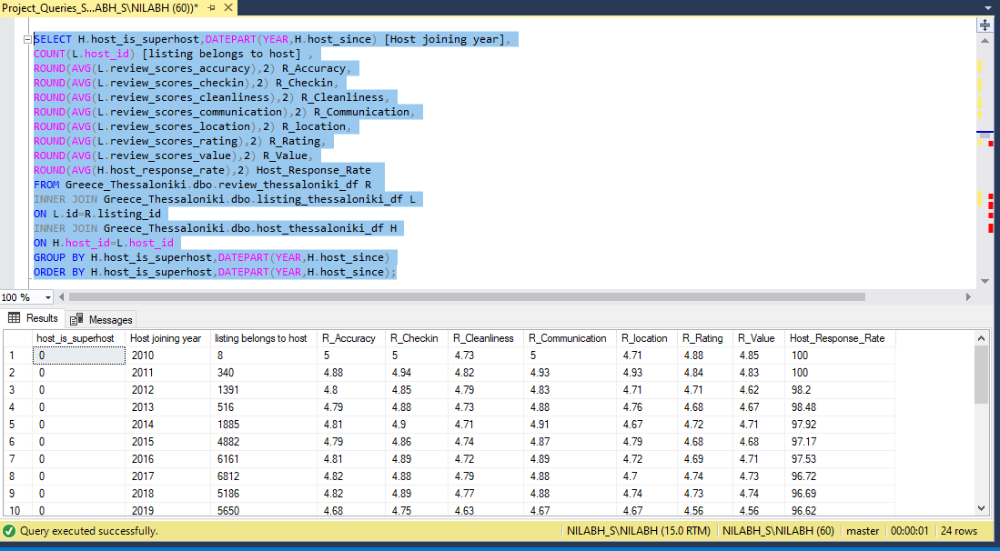 Project_Queries_S...ABH_S\NILABH (60))*
SELECT H.host_is_superhost,DATEPART(YEAR,H.host_since) [Host joining year],
COUNT(L.host_id) [listing belongs to host] ,
ROUND(AVG(L.review_scores_accuracy),2) R_Accuracy,
ROUND(AVG(L.review_scores_checkin),2) R_Checkin,
ROUND(AVG(L.review_scores_cleanliness),2) R_Cleanliness,
ROUND(AVG(L.review_scores_communication),2) R_Communication,
ROUND(AVG(L.review_scores_location),2) R_location,
ROUND(AVG(L.review_scores_rating),2) R_Rating,
ROUND(AVG(L.review_scores_value),2) R_Value,
ROUND(AVG(H.host_response_rate),2) Host_Response_Rate
FROM Greece_Thessaloniki.dbo.review_thessaloniki_df R
INNER JOIN Greece_Thessaloniki.dbo.listing_thessaloniki_df L
ON L.id=R.listing_id
INNER JOIN Greece_Thessaloniki.dbo.host_thessaloniki_df H
ON H.host_id=L.host_id
GROUP BY H.host_is_superhost,DATEPART(YEAR,H.host_since)
ORDER BY H.host_is_superhost,DATEPART(YEAR,H.host_since);
100 %
Results Messages
host_is_superhost Host joining year listing belongs to host R_Accuracy R_Checkin R_Cleanliness R_Communication R_location R_Rating R_Value Host_Response_Rate
1 0 2010 8 5 5 4.73 5 4.71 4.88 4.85 100
2 0 2011 340 4.88 4.94 4.82 4.93 4.93 4.84 4.83 100
3 0 2012 1391 4.8 4.85 4.79 4.83 4.71 4.71 4.62 98.2
4 0 2013 516 4.79 4.88 4.73 4.88 4.76 4.68 4.67 98.48
5 0 2014 1885 4.81 4.9 4.71 4.91 4.67 4.72 4.71 97.92
6 0 2015 4882 4.79 4.86 4.74 4.87 4.79 4.68 4.68 97.17
7 0 2016 6161 4.81 4.89 4.72 4.89 4.72 4.69 4.71 97.53
8 0 2017 6812 4.82 4.88 4.79 4.88 4.7 4.74 4.73 96.72
9 0 2018 5186 4.82 4.89 4.77 4.88 4.74 4.73 4.74 96.69
10 0 2019 5650 4.68 4.75 4.63 4.67 4.67 4.56 4.56 96.62
Query executed successfully. NILABH_S\NILABH (15.0 RTM) NILABH_S\NILABH (60) master 00:00:01 24 rows